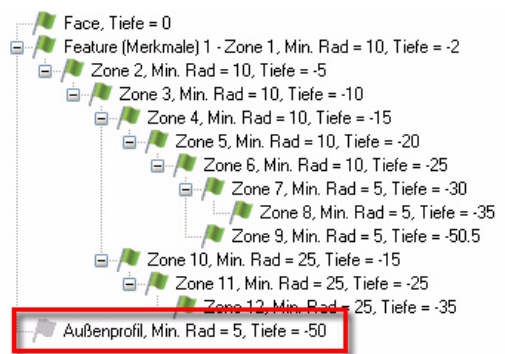 Face, Tiefe = 0
Feature (Merkmale) 1 - Zone 1, Min. Rad = 10, Tiefe = -2
Zone 2, Min. Rad = 10, Tiefe = -5
Zone 3, Min. Rad = 10, Tiefe = -10
Zone 4, Min. Rad = 10, Tiefe = -15
Zone 5, Min. Rad = 10, Tiefe = -20
Zone 6, Min. Rad = 10, Tiefe = -25
Zone 7, Min. Rad = 5, Tiefe = -30
Zone 8, Min. Rad = 5, Tiefe = -35
Zone 9, Min. Rad = 5, Tiefe = -50.5
Zone 10, Min. Rad = 25, Tiefe = -15
Zone 11, Min. Rad = 25, Tiefe = -25
Zone 12, Min. Rad = 25, Tiefe = -35
Außenprofil, Min. Rad = 5, Tiefe = -50